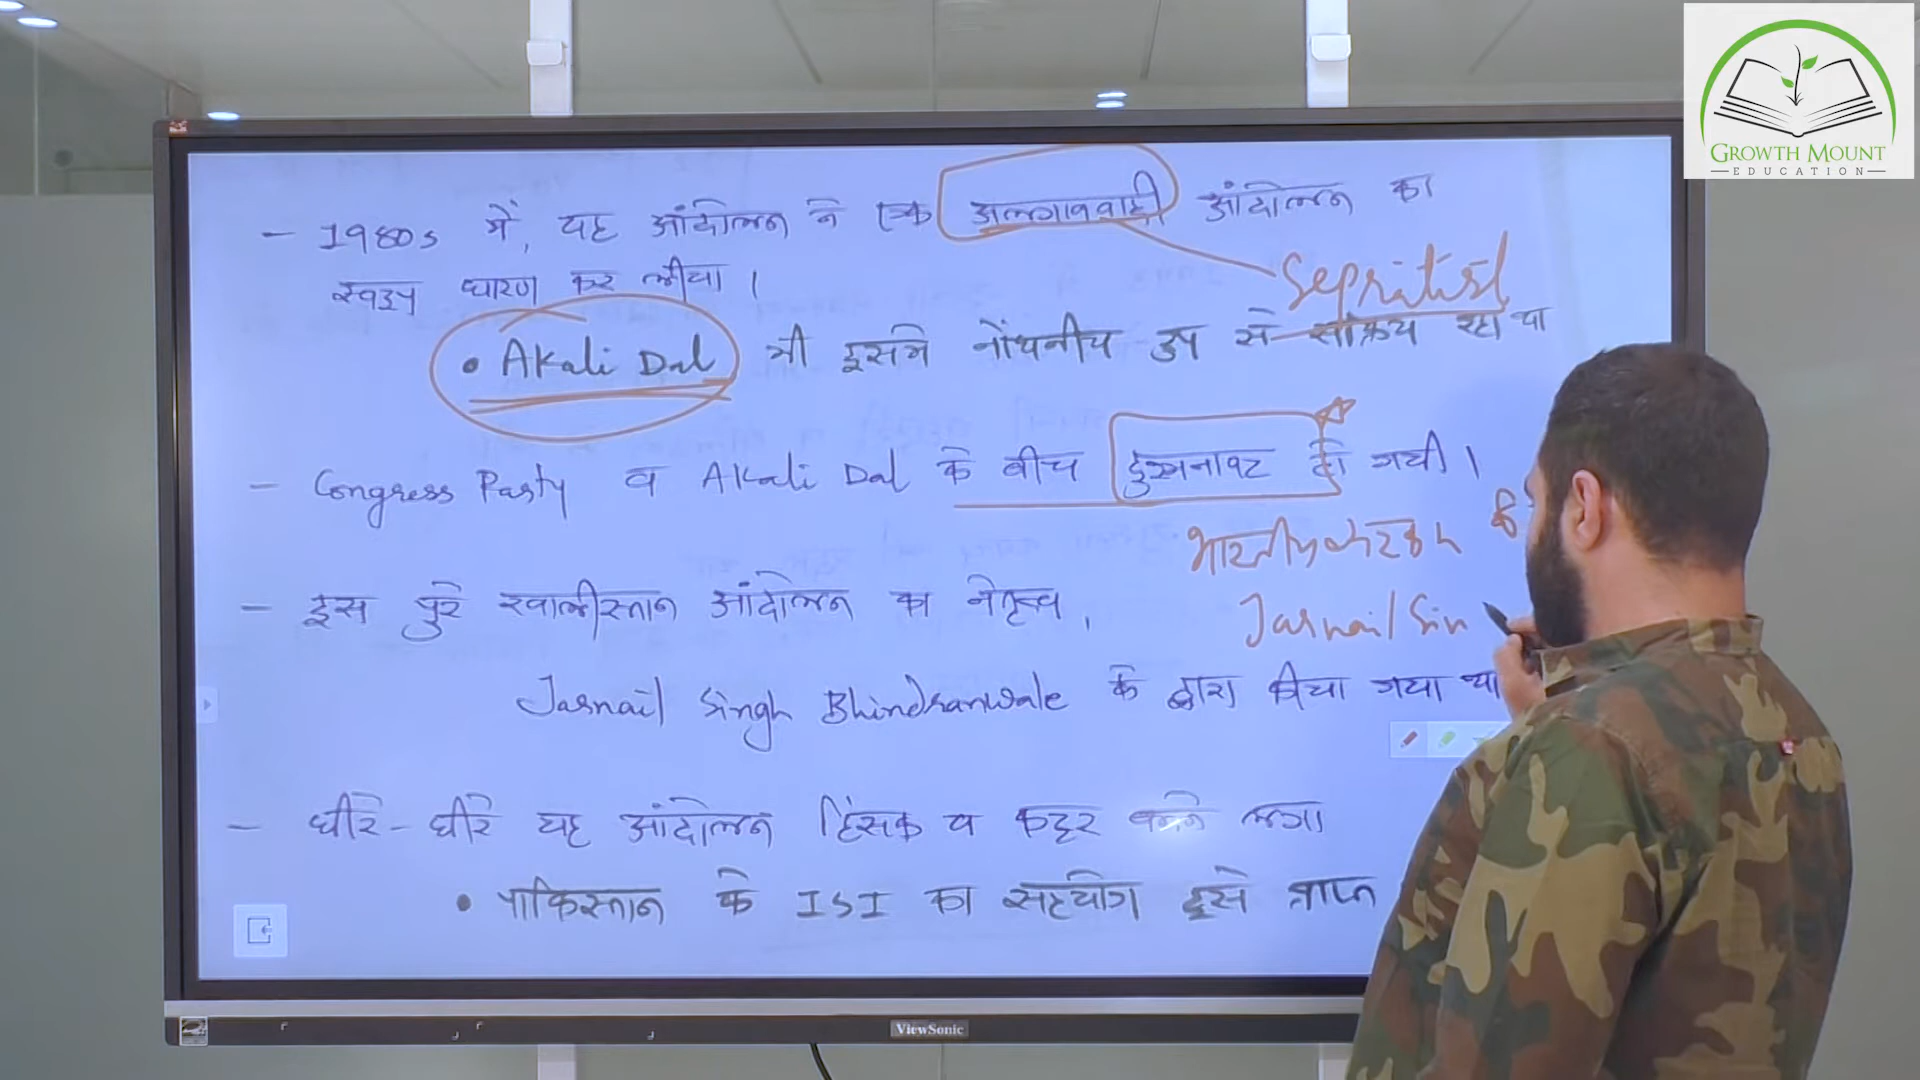 GROWTH MOUNT
EDUCATION
- 1980s में, यह आंदोलन ने एक अलगाववादी आंदोलन का
स्वरूप धारण कर लीया ।
Sepratist
• Akali Dal भी इसमे रूप से सक्रिय रहा था
- Congress Party व Akali Dal के बीच दुश्मनावट हो गयी ।
- इस पुरे खालीस्तान आंदोलन का नेतृत्व,
Jarnail Sin
Jarnail Singh Bhindranwale के द्वारा कीया गया था
- धीरे-धीरे यह आंदोलन हिंसक व कट्टर बनने लगा
• पाकिस्तान के ISI का सहयोग इसे प्राप्त
ViewSonic